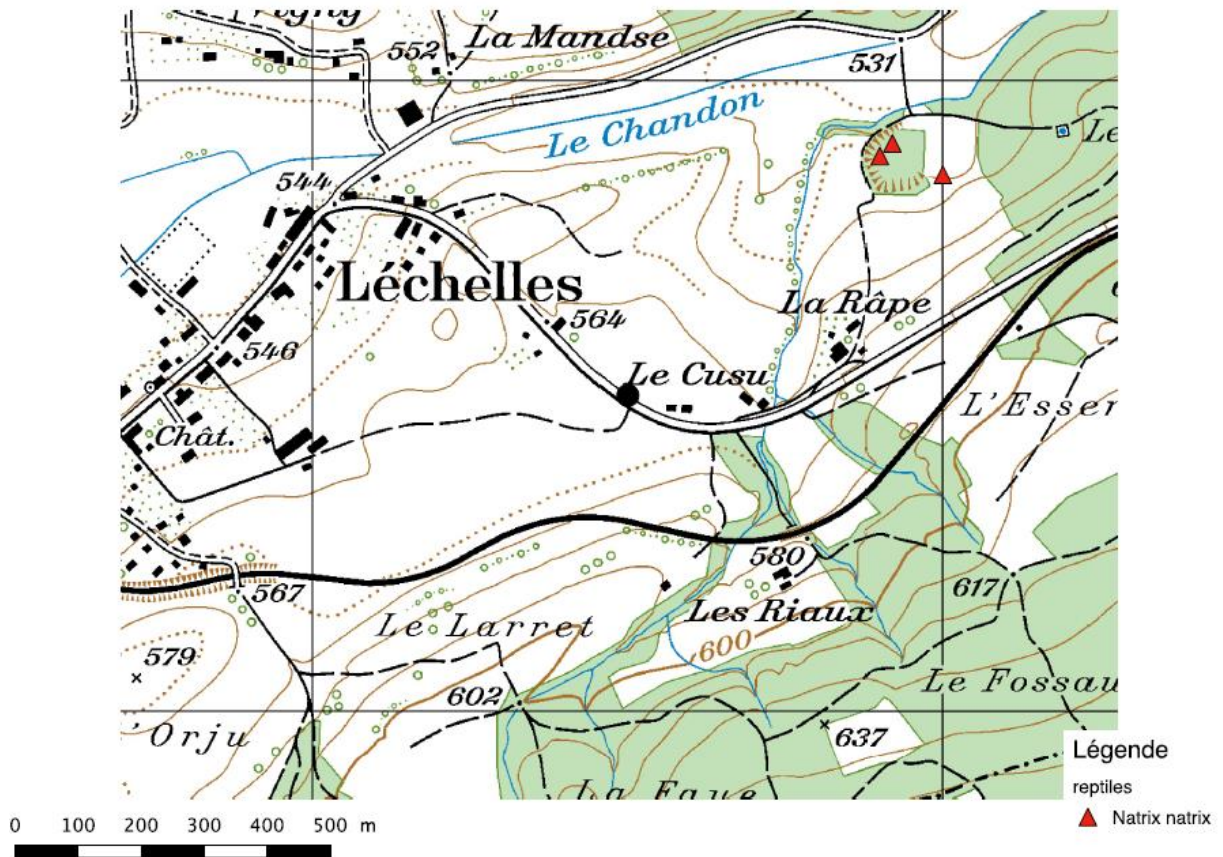 La Mandse
552
531
Le Chandon
Le
544
Léchelles
La Râpe
564
546
Le Cusu
L'Esser
Chât.
580
567
617
Les Riaux
Le Larret
600
579
602
Le Fossau
'Orju
637
Légende
reptiles
Natrix natrix
La Faye
0 100 200 300 400 500 m